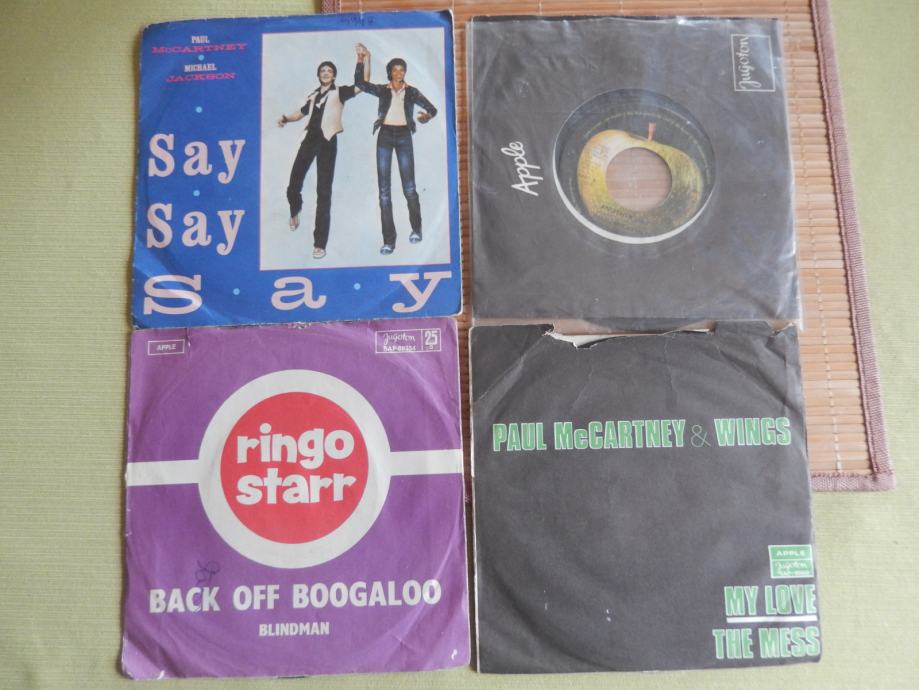 PAUL
McCARTNEY
MICHAEL
JACKSON
Say
Say
S·a·y
Jugoton
Apple
APPLE
Jugoton
25
ringo
starr
BACK OFF BOOGALOO
BLINDMAN
PAUL McCARTNEY & WINGS
APPLE
Jugoton
MY LOVE
THE MESS